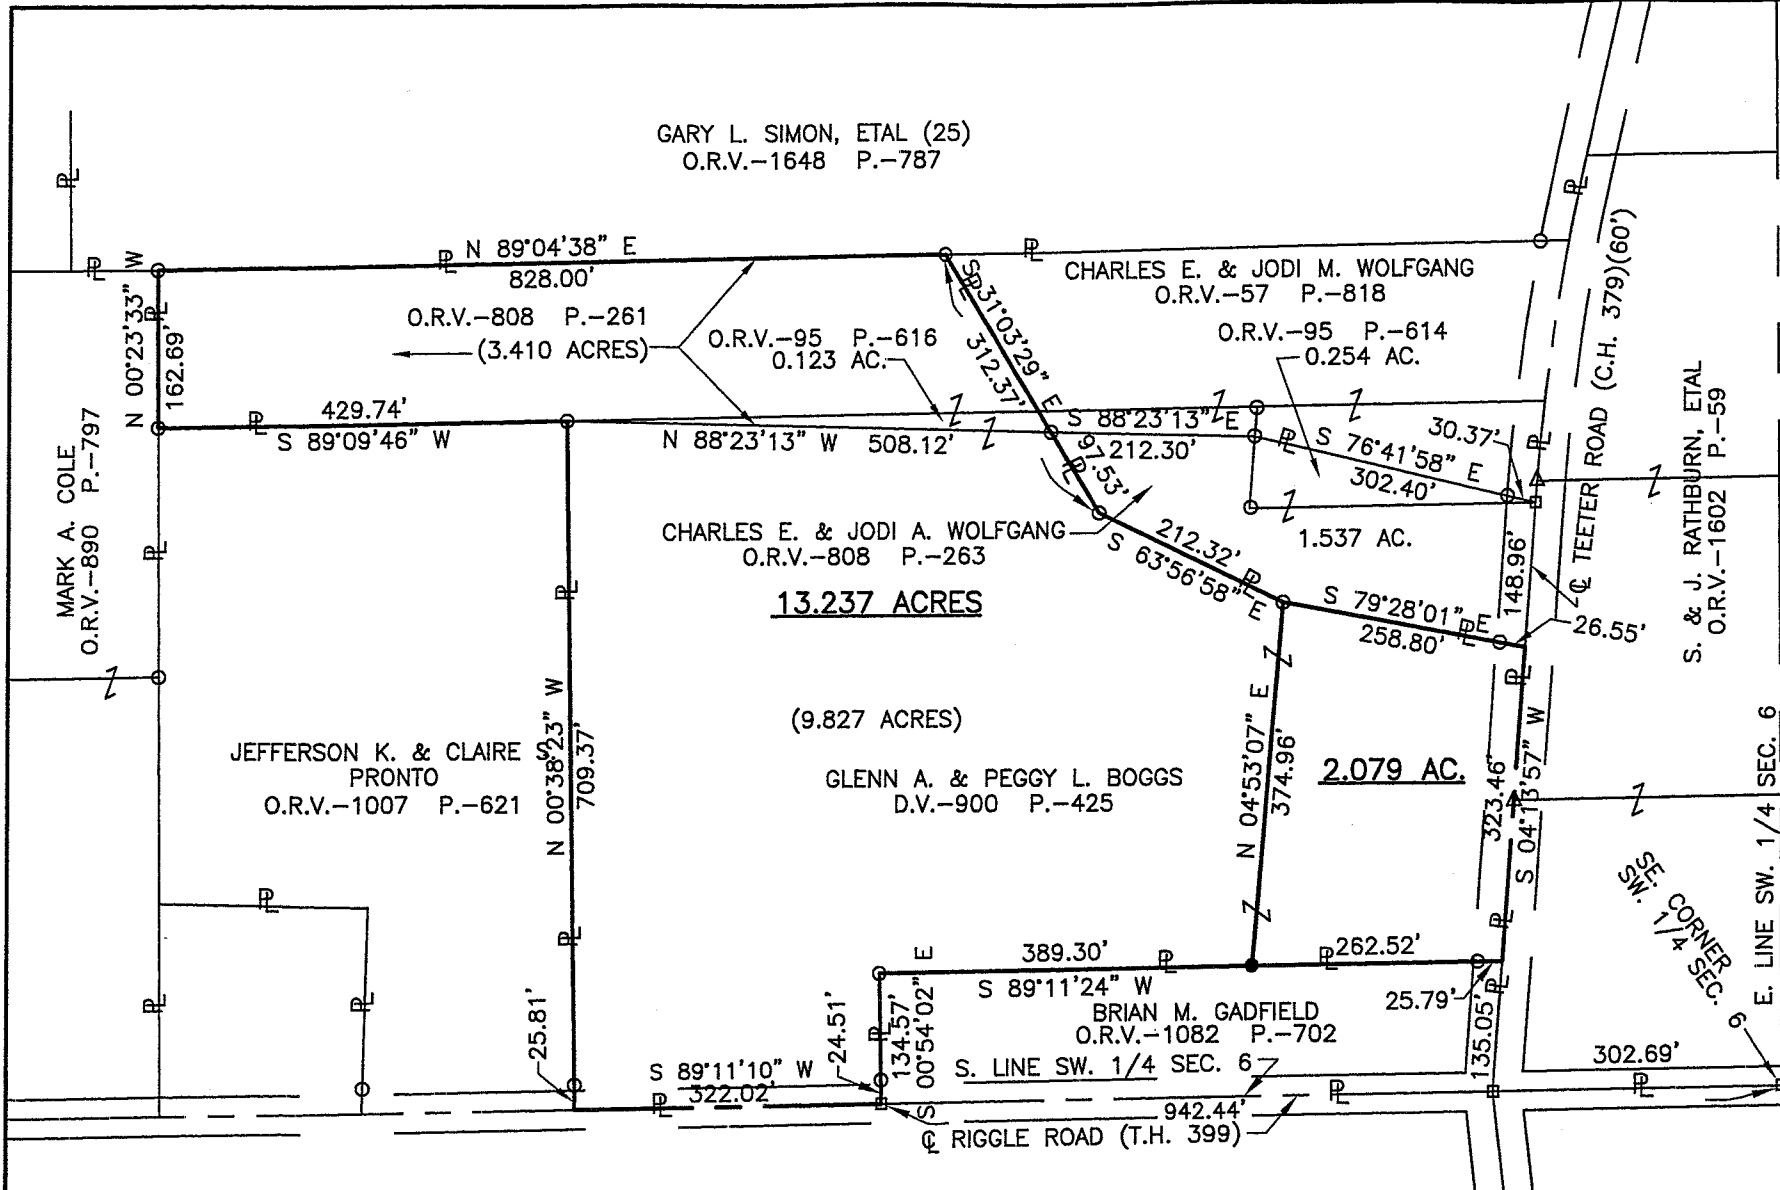 GARY L. SIMON, ETAL (25)
O.R.V.-1648 P.-787
N 89°04'38" E
828.00'
N 00°23'33" W
162.69'
O.R.V.-808 P.-261
(3.410 ACRES)
O.R.V.-95 P.-616
0.123 AC.
S 31°03'29" E
312.37'
97.53'
CHARLES E. & JODI M. WOLFGANG
O.R.V.-57 P.-818
O.R.V.-95 P.-614
0.254 AC.
429.74'
S 89°09'46" W
N 88°23'13" W 508.12'
S 88°23'13" E
212.30'
S 76°41'58" E
302.40'
30.37'
1.537 AC.
℄ TEETER ROAD (C.H. 379)(60')
S. & J. RATHBURN, ETAL
O.R.V.-1602 P.-59
MARK A. COLE
O.R.V.-890 P.-797
CHARLES E. & JODI A. WOLFGANG
O.R.V.-808 P.-263
13.237 ACRES
212.32'
S 63°56'58" E
S 79°28'01" E
258.80'
148.96'
26.55'
(9.827 ACRES)
JEFFERSON K. & CLAIRE S.
PRONTO
O.R.V.-1007 P.-621
N 00°38'23" W
709.37'
GLENN A. & PEGGY L. BOGGS
D.V.-900 P.-425
N 04°53'07" E
374.96'
2.079 AC.
323.46'
S 04°13'57" W
SE. CORNER
SW. 1/4 SEC. 6
E. LINE SW. 1/4 SEC. 6
389.30'
S 89°11'24" W
262.52'
25.79'
135.05'
BRIAN M. GADFIELD
O.R.V.-1082 P.-702
S. LINE SW. 1/4 SEC. 6
25.81'
S 89°11'10" W
322.02'
24.51'
134.57'
S 00°54'02" E
942.44'
302.69'
℄ RIGGLE ROAD (T.H. 399)